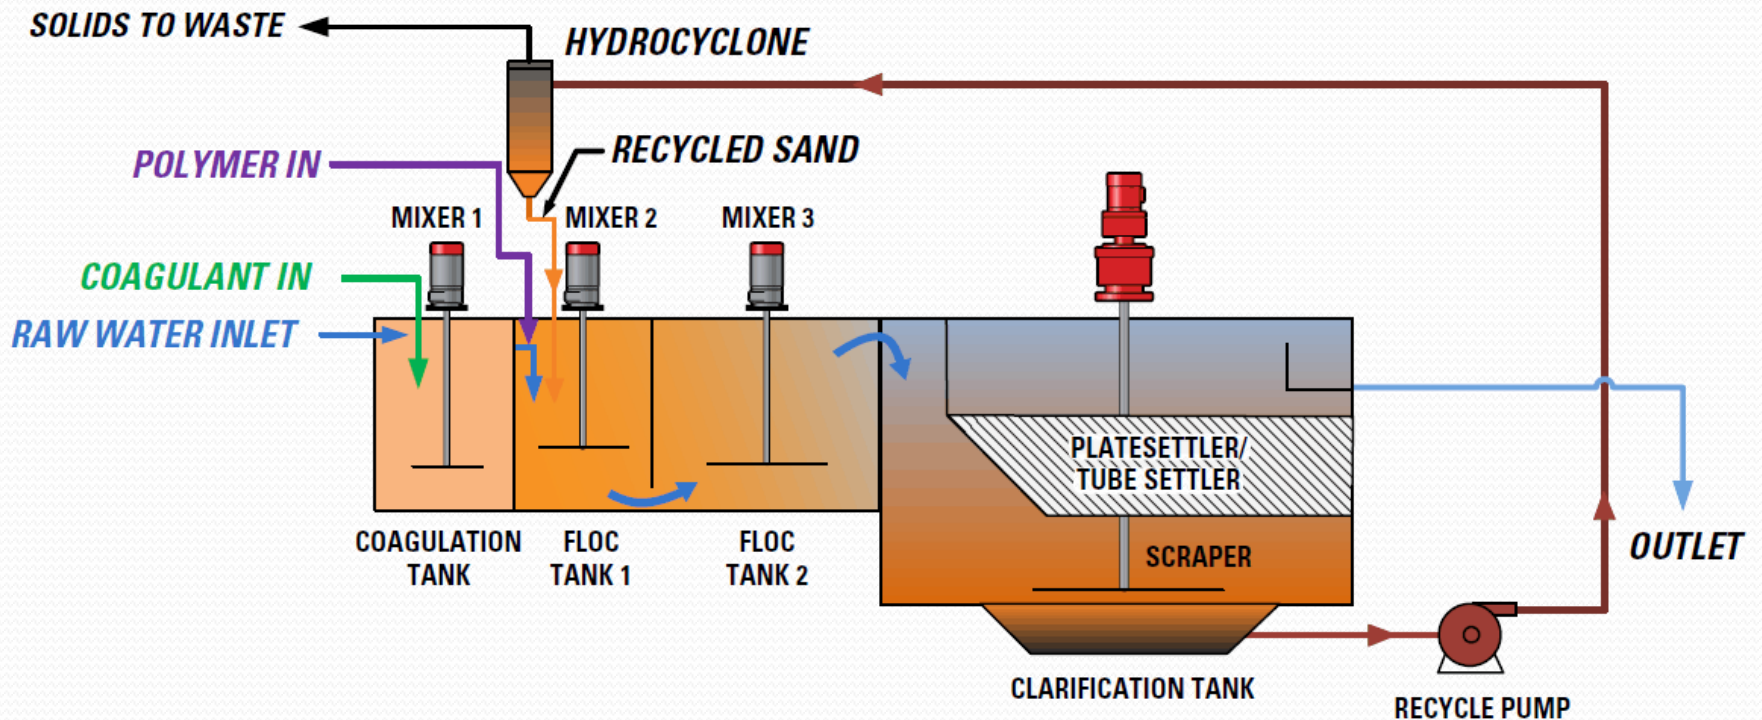 SOLIDS TO WASTE
HYDROCYCLONE
POLYMER IN
RECYCLED SAND
MIXER 1
MIXER 2
MIXER 3
COAGULANT IN
RAW WATER INLET
PLATESETTLER/
TUBE SETTLER
COAGULATION
TANK
FLOC
TANK 1
FLOC
TANK 2
SCRAPER
OUTLET
CLARIFICATION TANK
RECYCLE PUMP